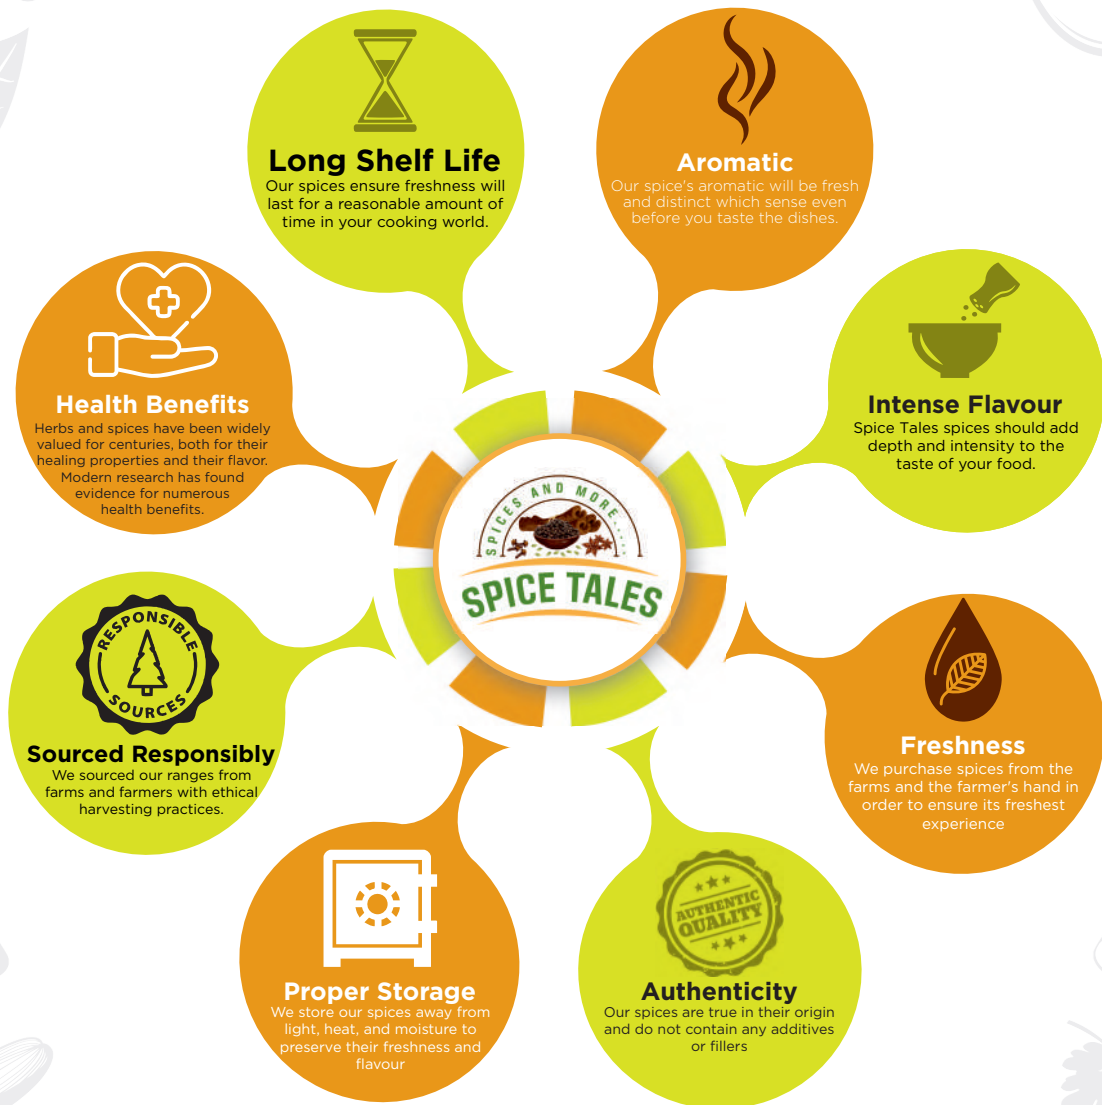 Long Shelf Life
Our spices ensure freshness will
last for a reasonable amount of
time in your cooking world.
Aromatic
Our spice's aromatic will be fresh
and distinct which sense even
before you taste the dishes.
Health Benefits
Herbs and spices have been widely
valued for centuries, both for their
healing properties and their flavor.
Modern research has found
evidence for numerous
health benefits.
Intense Flavour
Spice Tales spices should add
depth and intensity to the
taste of your food.
SPICES AND MORE.....
SPICE TALES
RESPONSIBLE
SOURCES
Sourced Responsibly
We sourced our ranges from
farms and farmers with ethical
harvesting practices.
Freshness
We purchase spices from the
farms and the farmer's hand in
order to ensure its freshest
experience
Proper Storage
We store our spices away from
light, heat, and moisture to
preserve their freshness and
flavour
AUTHENTIC
QUALITY
Authenticity
Our spices are true in their origin
and do not contain any additives
or fillers